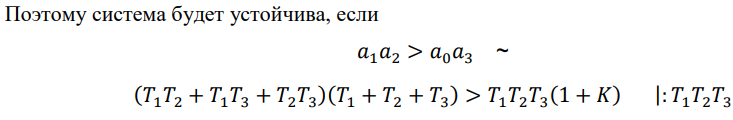 Поэтому система будет устойчива, если
𝑎₁𝑎₂ > 𝑎₀𝑎₃ ~
(𝑇₁𝑇₂ + 𝑇₁𝑇₃ + 𝑇₂𝑇₃)(𝑇₁ + 𝑇₂ + 𝑇₃) > 𝑇₁𝑇₂𝑇₃(1 + 𝐾) |: 𝑇₁𝑇₂𝑇₃